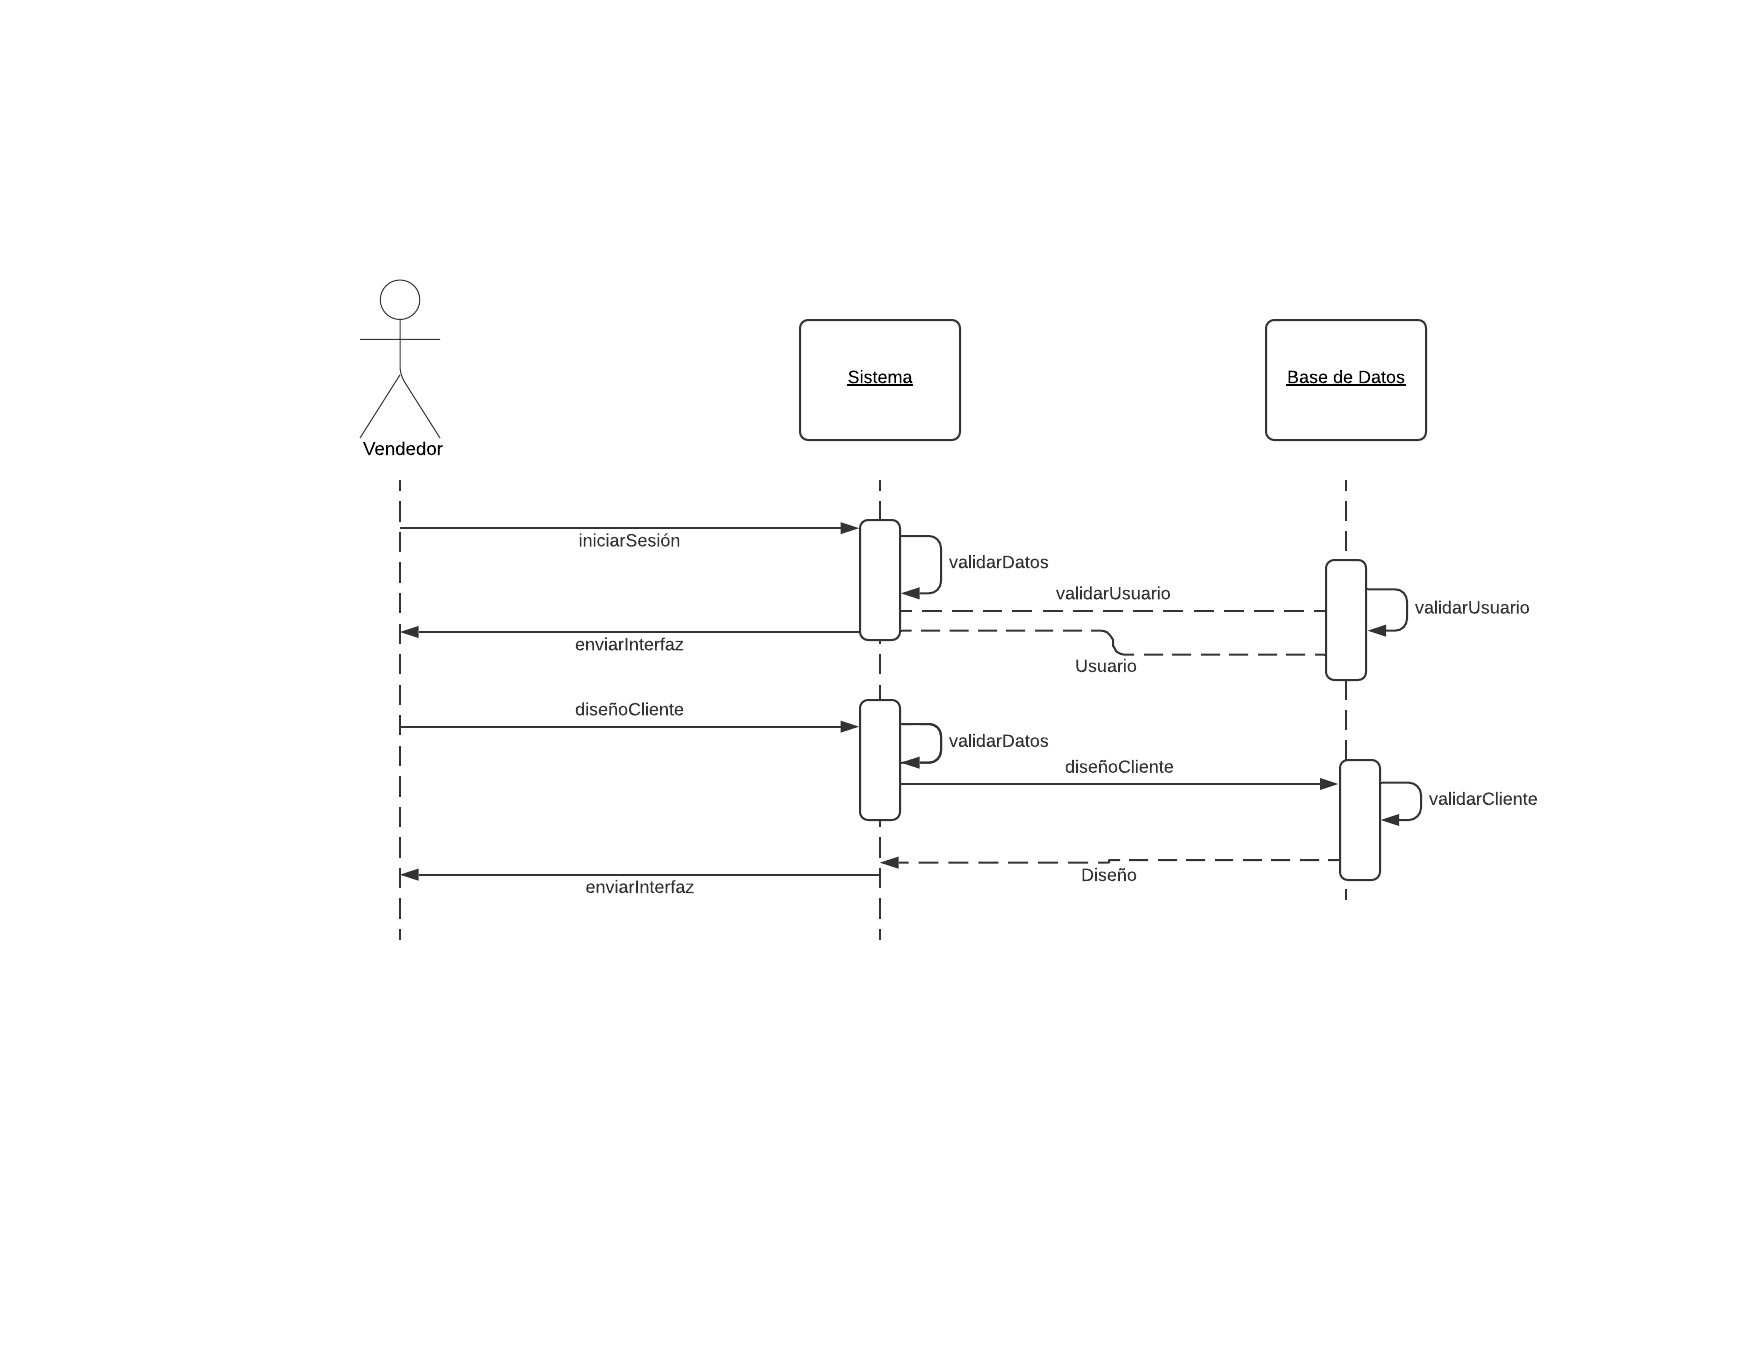 Vendedor
Sistema
Base de Datos
iniciarSesión
validarDatos
validarUsuario
validarUsuario
enviarInterfaz
Usuario
diseñoCliente
validarDatos
diseñoCliente
validarCliente
Diseño
enviarInterfaz